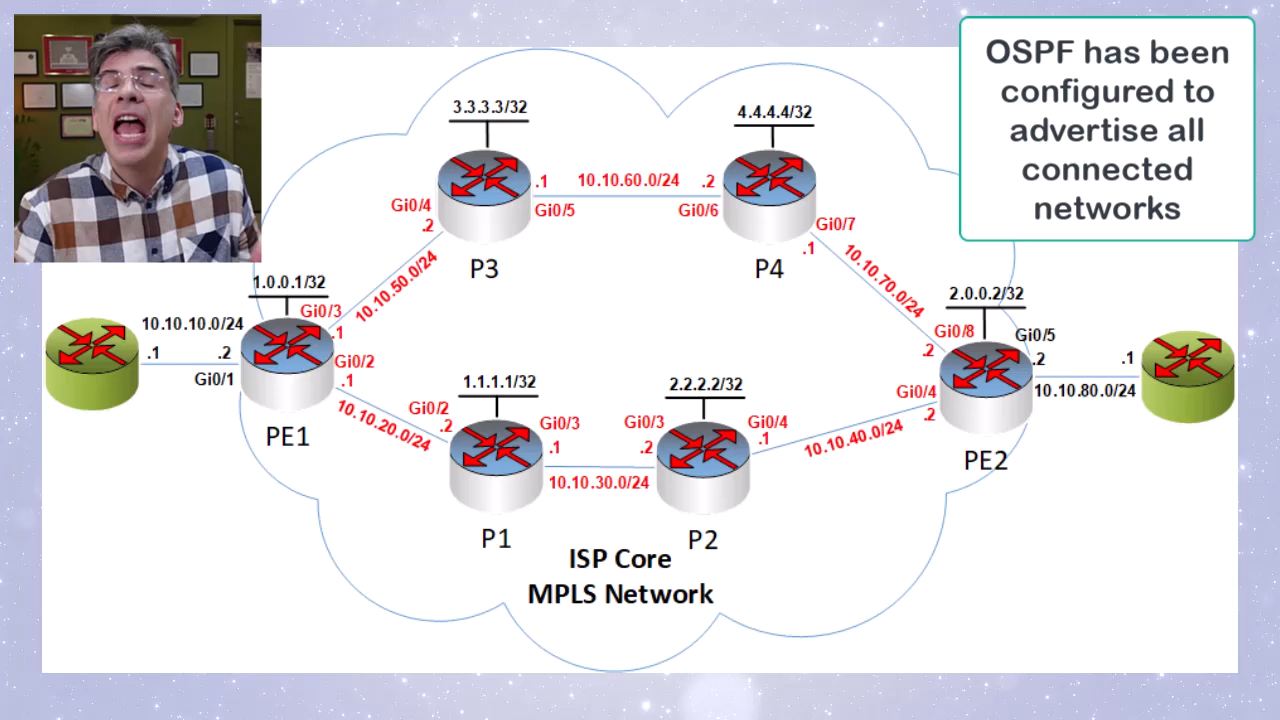 OSPF has been
configured to
advertise all
connected
networks
3.3.3.3/32
4.4.4.4/32
.1
10.10.60.0/24
.2
Gi0/4
.2
Gi0/5
Gi0/6
Gi0/7
.1
P3
P4
10.10.50.0/24
10.10.70.0/24
1.0.0.1/32
2.0.0.2/32
10.10.10.0/24
Gi0/3
.1
.1
.2
Gi0/1
Gi0/2
.1
Gi0/8
.2
Gi0/5
.2
.1
10.10.80.0/24
1.1.1.1/32
2.2.2.2/32
Gi0/4
.2
PE1
10.10.20.0/24
Gi0/2
.2
Gi0/3
.1
Gi0/3
.2
Gi0/4
.1
10.10.40.0/24
PE2
10.10.30.0/24
P1
P2
ISP Core
MPLS Network